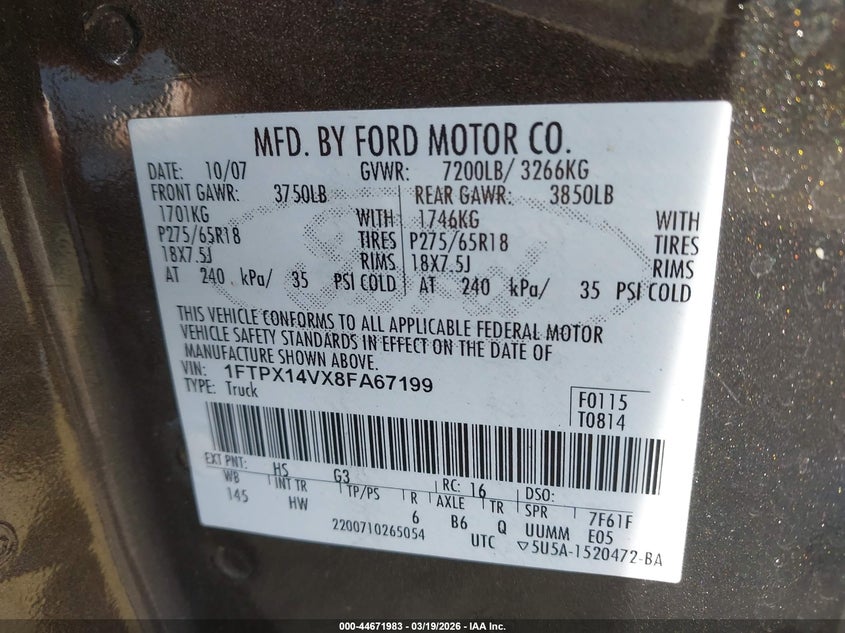 MFD. BY FORD MOTOR CO.
DATE: 10/07 GVWR: 7200LB/ 3266KG
FRONT GAWR: 3750LB REAR GAWR: 3850LB
1701KG WITH 1746KG WITH
P275/65R18 TIRES P275/65R18 TIRES
18X7.5J RIMS 18X7.5J RIMS
AT 240 kPa/ 35 PSI COLD AT 240 kPa/ 35 PSI COLD
THIS VEHICLE CONFORMS TO ALL APPLICABLE FEDERAL MOTOR
VEHICLE SAFETY STANDARDS IN EFFECT ON THE DATE OF
MANUFACTURE SHOWN ABOVE.
VIN: 1FTPX14VX8FA67199
TYPE: Truck
F0115
T0814
EXT PNT: HS G3 RC: 16 DSO:
WB INT TR TP/PS R AXLE TR SPR 7F61F
145 HW 6 B6 Q UUMM E05
2200710265054 UTC ▽5U5A-1520472-BA
000-44671983 - 03/19/2026 - IAA Inc.